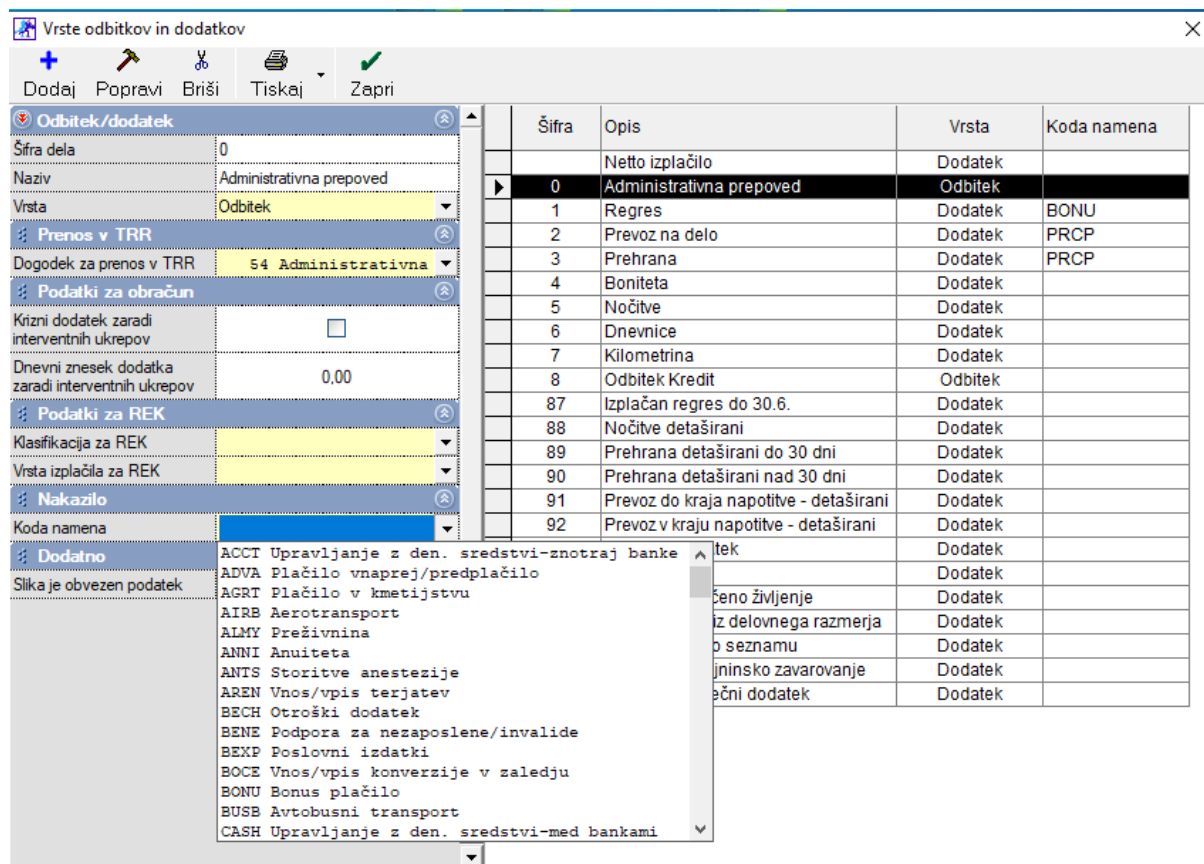 Vrste odbitkov in dodatkov
Dodaj Popravi Briši Tiskaj Zapri
Odbitek/dodatek
Šifra dela 0
Naziv Administrativna prepoved
Vrsta Odbitek
Prenos v TRR
Dogodek za prenos v TRR 54 Administrativna
Podatki za obračun
Krizni dodatek zaradi
interventnih ukrepov
Dnevni znesek dodatka
zaradi interventnih ukrepov 0,00
Podatki za REK
Klasifikacija za REK
Vrsta izplačila za REK
Nakazilo
Koda namena
Dodatno
Slika je obvezen podatek
ACCT Upravljanje z den. sredstvi-znotraj banke
ADVA Plačilo vnaprej/predplačilo
AGRT Plačilo v kmetijstvu
AIRB Aerotransport
ALMY Preživnina
ANNI Anuiteta
ANTS Storitve anestezije
AREN Vnos/vpis terjatev
BECH Otroški dodatek
BENE Podpora za nezaposlene/invalide
BEXP Poslovni izdatki
BOCE Vnos/vpis konverzije v zaledju
BONU Bonus plačilo
BUSB Avtobusni transport
CASH Upravljanje z den. sredstvi-med bankami
Šifra Opis Vrsta Koda namena
Netto izplačilo Dodatek
0 Administrativna prepoved Odbitek
1 Regres Dodatek BONU
2 Prevoz na delo Dodatek PRCP
3 Prehrana Dodatek PRCP
4 Boniteta Dodatek
5 Nočitve Dodatek
6 Dnevnice Dodatek
7 Kilometrina Dodatek
8 Odbitek Kredit Odbitek
87 Izplačan regres do 30.6. Dodatek
88 Nočitve detaširani Dodatek
89 Prehrana detaširani do 30 dni Dodatek
90 Prehrana detaširani nad 30 dni Dodatek
91 Prevoz do kraja napotitve - detaširani Dodatek
92 Prevoz v kraju napotitve - detaširani Dodatek
tek Dodatek
Dodatek
čeno življenje Dodatek
iz delovnega razmerja Dodatek
o seznamu Dodatek
jninsko zavarovanje Dodatek
ečni dodatek Dodatek